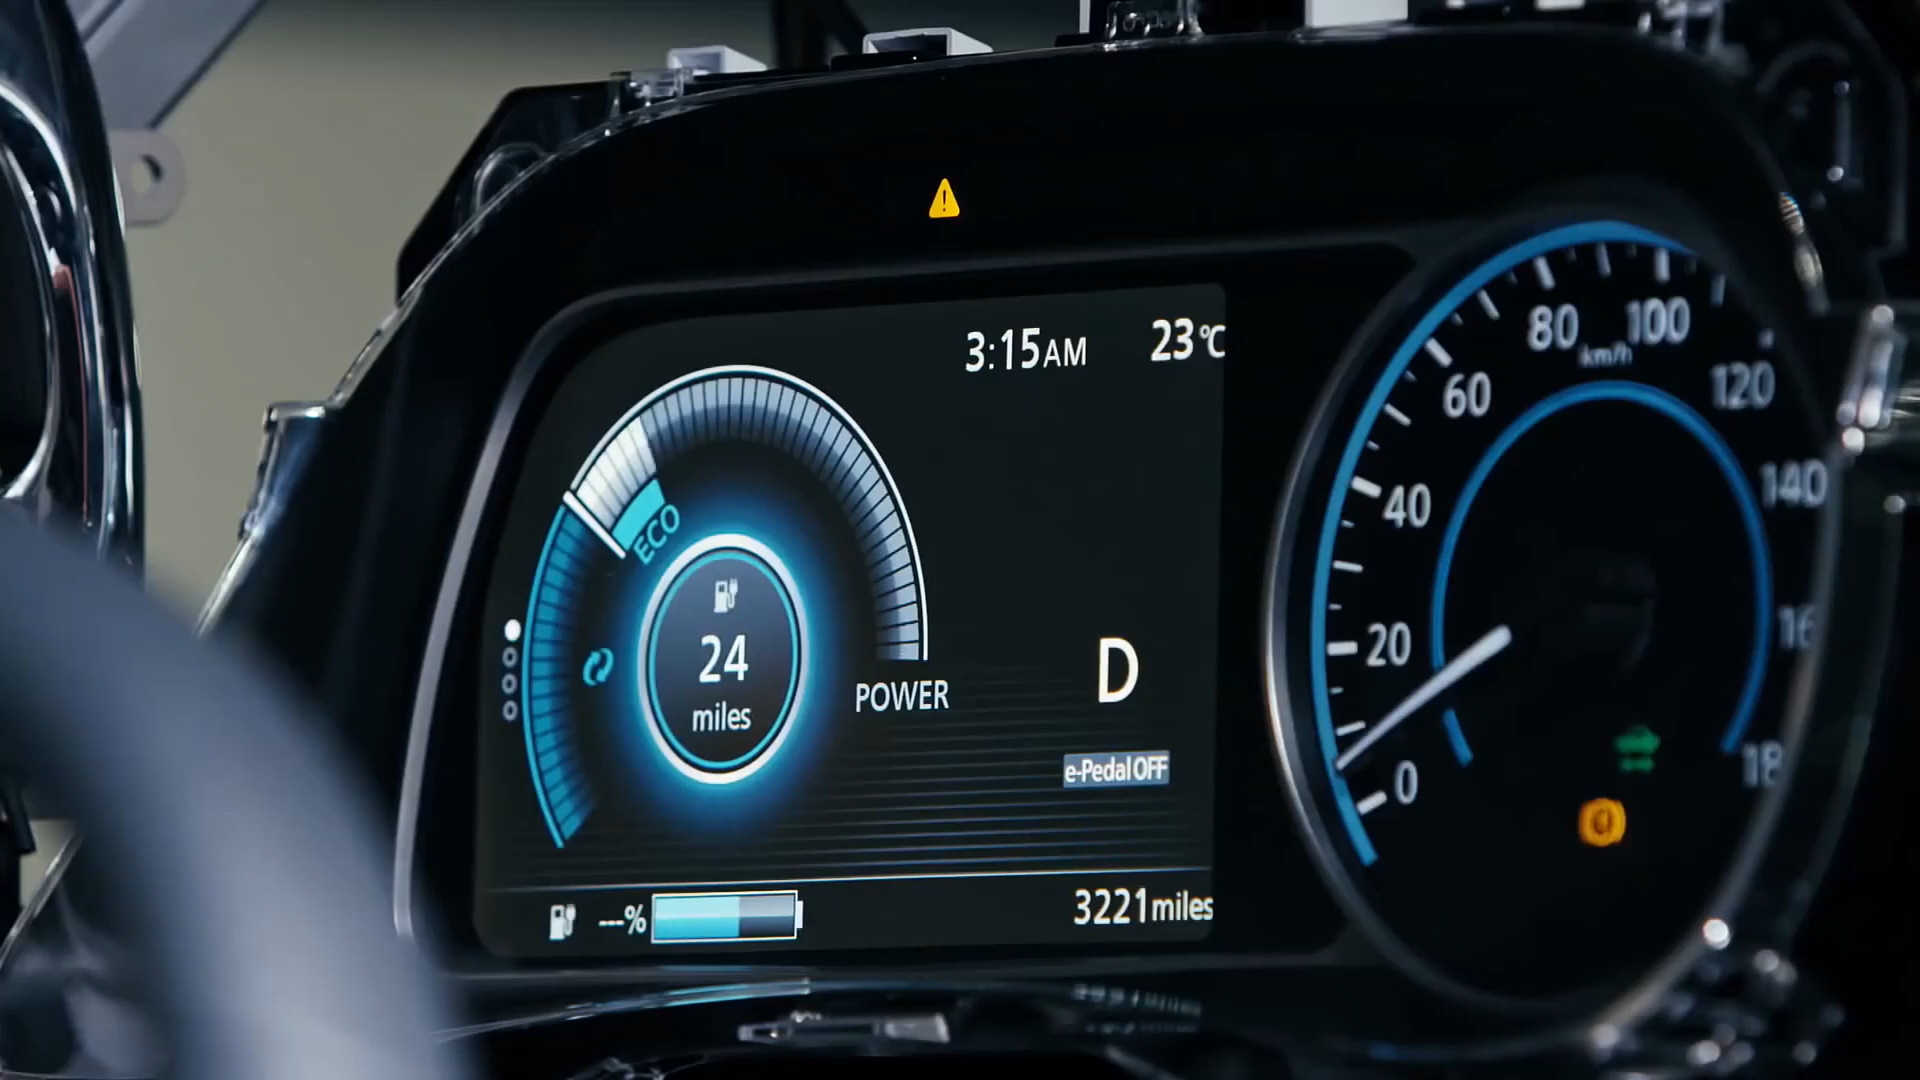 3:15AM 23°C
ECO
24
miles
POWER
D
e-Pedal OFF
---% 3221miles
0
20
40
60
80
100
120
140
km/h